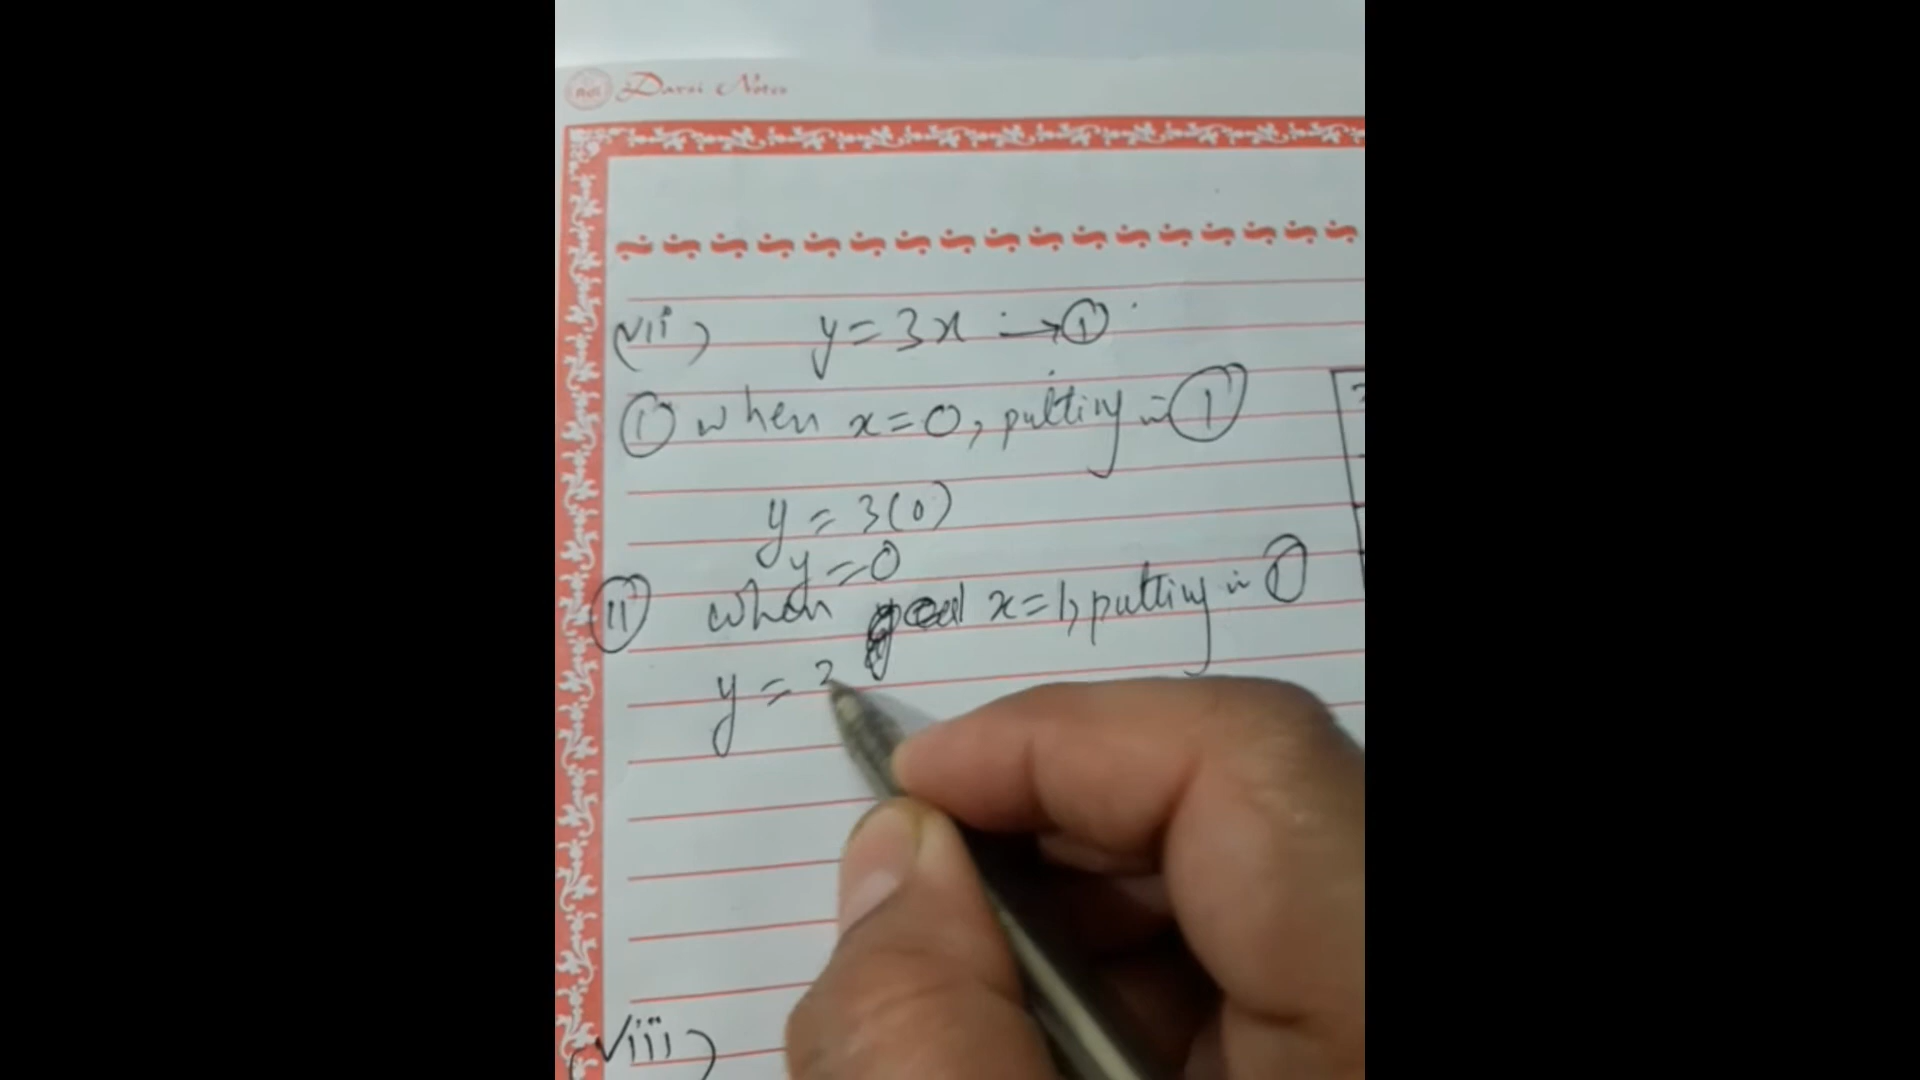 Darsi Notes
(vii) y = 3x → ①
① when x = 0, putting in ①
y = 3(0)
y = 0
(II) when x = 1, putting in ①
y = 3
(viii)